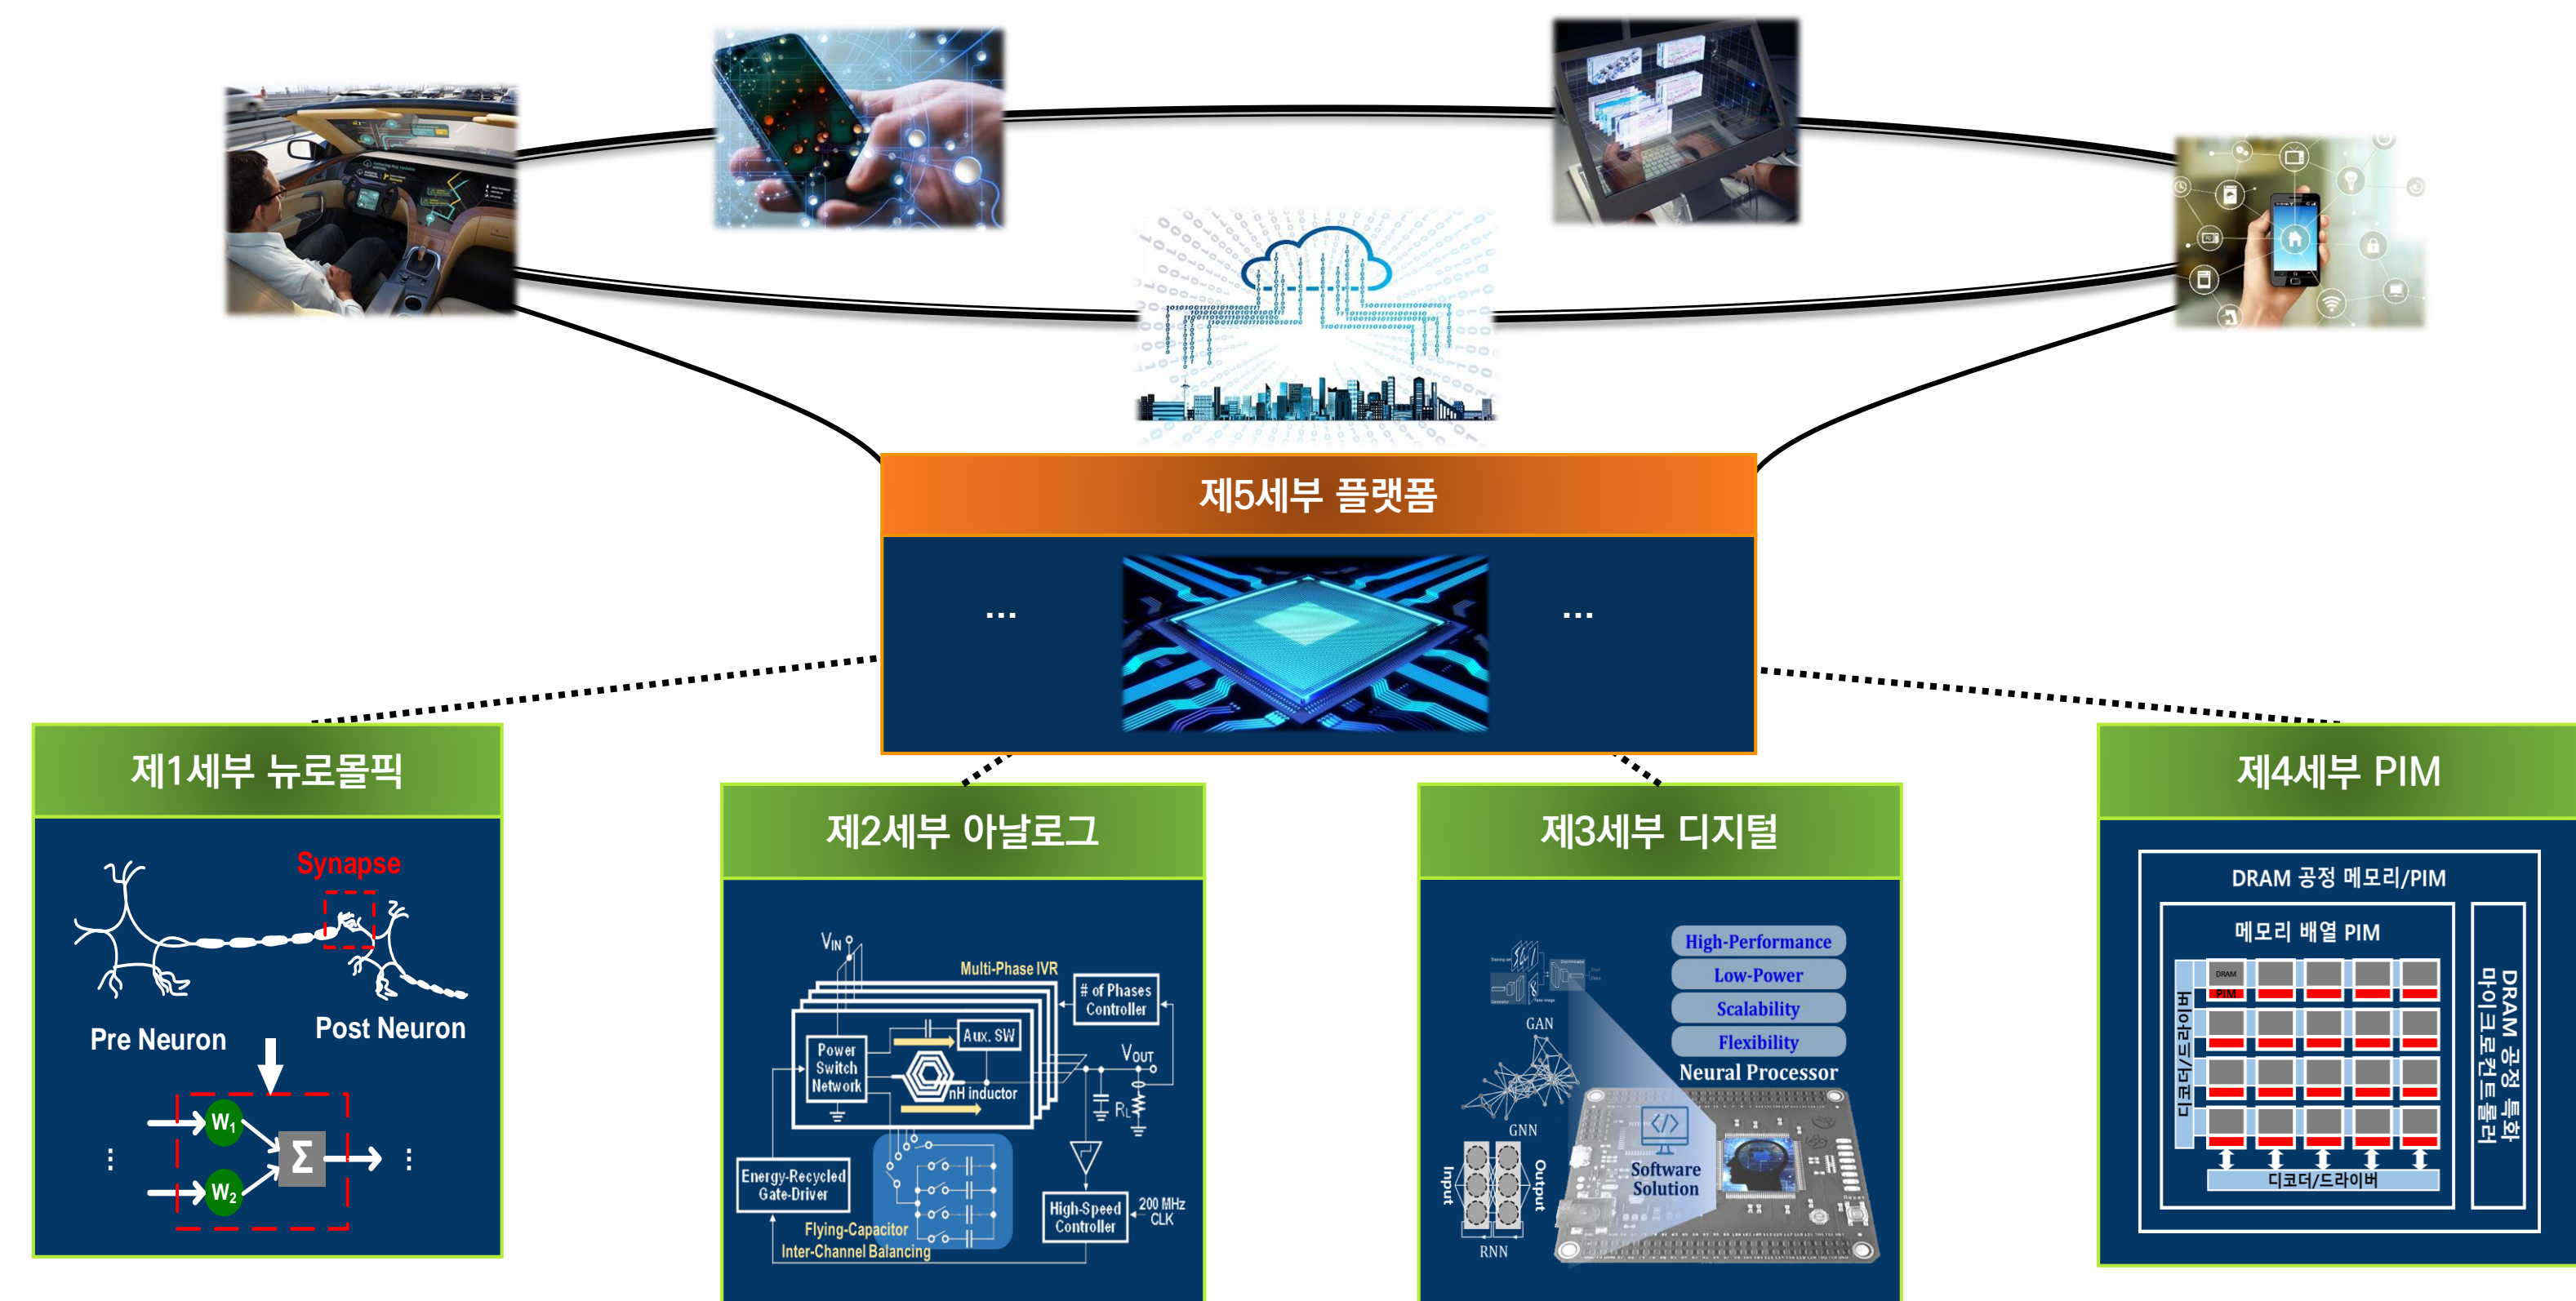 제5세부 플랫폼
...
...
제1세부 뉴로몰픽
Synapse
Pre Neuron
Post Neuron
W1
W2
Σ
⋮
⋮
제2세부 아날로그
VIN
Multi-Phase IVR
# of Phases
Controller
Aux. SW
Power
Switch
Network
nH inductor
VOUT
RL
Energy-Recycled
Gate-Driver
Flying-Capacitor
Inter-Channel Balancing
High-Speed
Controller
200 MHz
CLK
제3세부 디지털
High-Performance
Low-Power
Scalability
Flexibility
Neural Processor
GAN
GNN
Input
Output
RNN
Software
Solution
제4세부 PIM
DRAM 공정 메모리/PIM
메모리 배열 PIM
DRAM
PIM
디코더/드라이버
디코더/드라이버
DRAM 공정 특화
마이크로컨트롤러